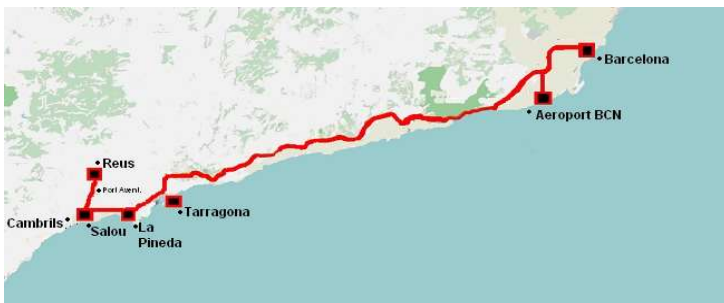 Barcelona
Aeroport BCN
Reus
Port Avent.
Cambrils
Salou
La
Pineda
Tarragona